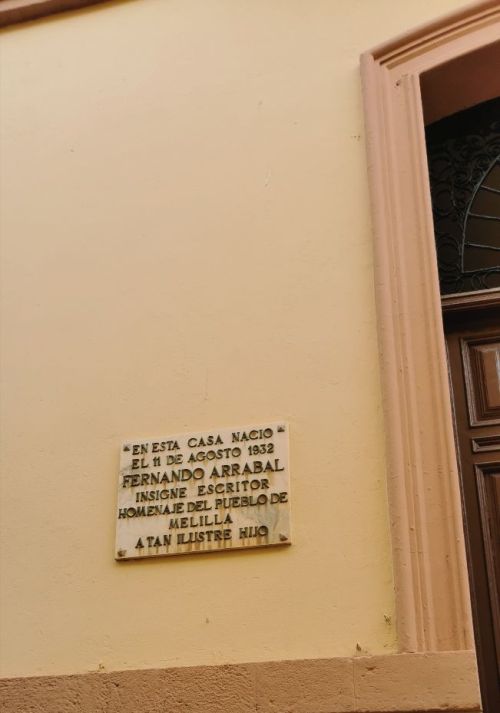 EN ESTA CASA NACIO
EL 11 DE AGOSTO 1932
FERNANDO ARRABAL
INSIGNE ESCRITOR
HOMENAJE DEL PUEBLO DE
MELILLA
A TAN ILUSTRE HIJO